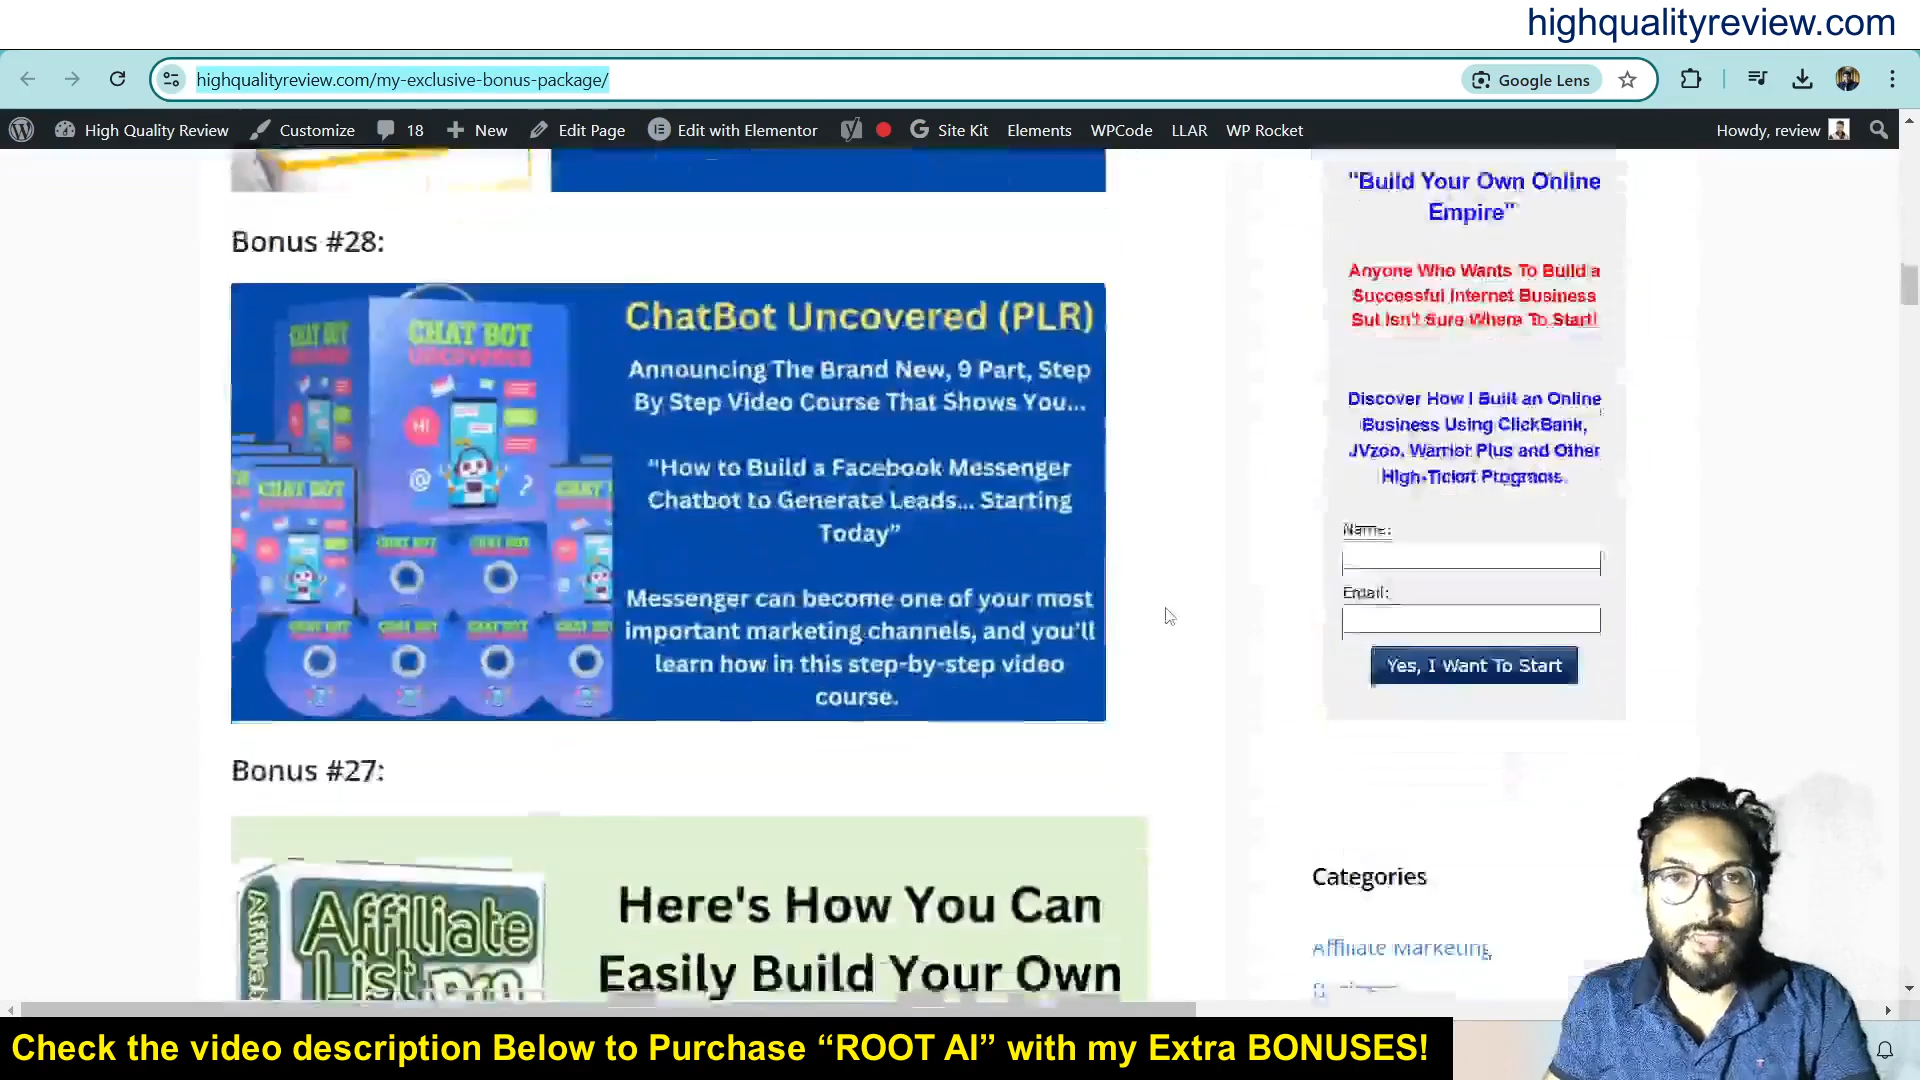 highqualityreview.com
highqualityreview.com/my-exclusive-bonus-package/
Google Lens
High Quality Review
Customize
18
New
Edit Page
Edit with Elementor
Site Kit
Elements
WPCode
LLAR
WP Rocket
Howdy, review
"Build Your Own Online
Empire"
Anyone Who Wants To Build a
Successful Internet Business
But Isn't Sure Where To Start!
Discover How I Built an Online
Business Using ClickBank,
JVzoo, Warrior Plus and Other
High-Ticket Programs.
Name:
Email:
Yes, I Want To Start
Bonus #28:
CHAT BOT
UNCOVERED
HI
@
?
ChatBot Uncovered (PLR)
Announcing The Brand New, 9 Part, Step
By Step Video Course That Shows You...
"How to Build a Facebook Messenger
Chatbot to Generate Leads... Starting
Today"
Messenger can become one of your most
important marketing channels, and you'll
learn how in this step-by-step video
course.
Bonus #27:
Affiliate
List Pro
Here's How You Can
Easily Build Your Own
Categories
Affiliate Marketing
Check the video description Below to Purchase “ROOT AI” with my Extra BONUSES!